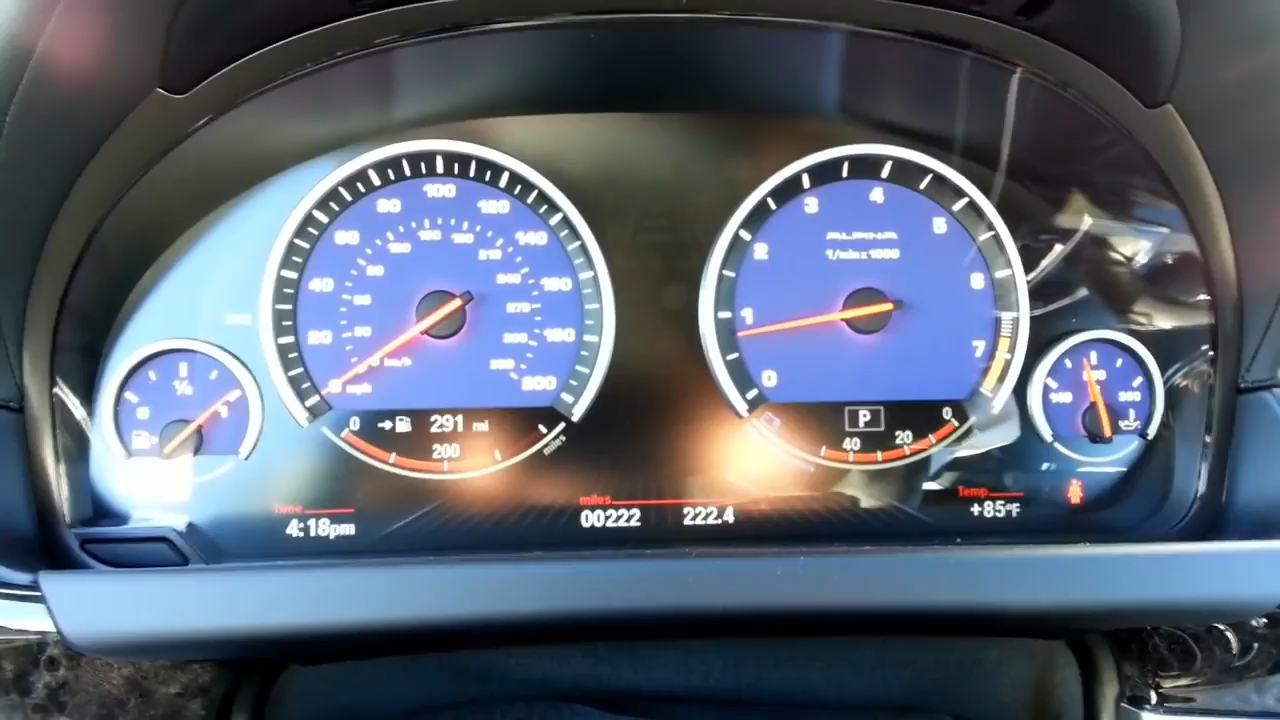 100
80
120
60
140
40
160
20
180
0
200
mph
km/h
1/2
0
1
0
291 mi
200
miles
4
3
5
2
6
1
7
0
ALPINA
1/min x 1000
P
40
20
0
Time
4:18pm
miles
00222 222.4
Temp
+85°F